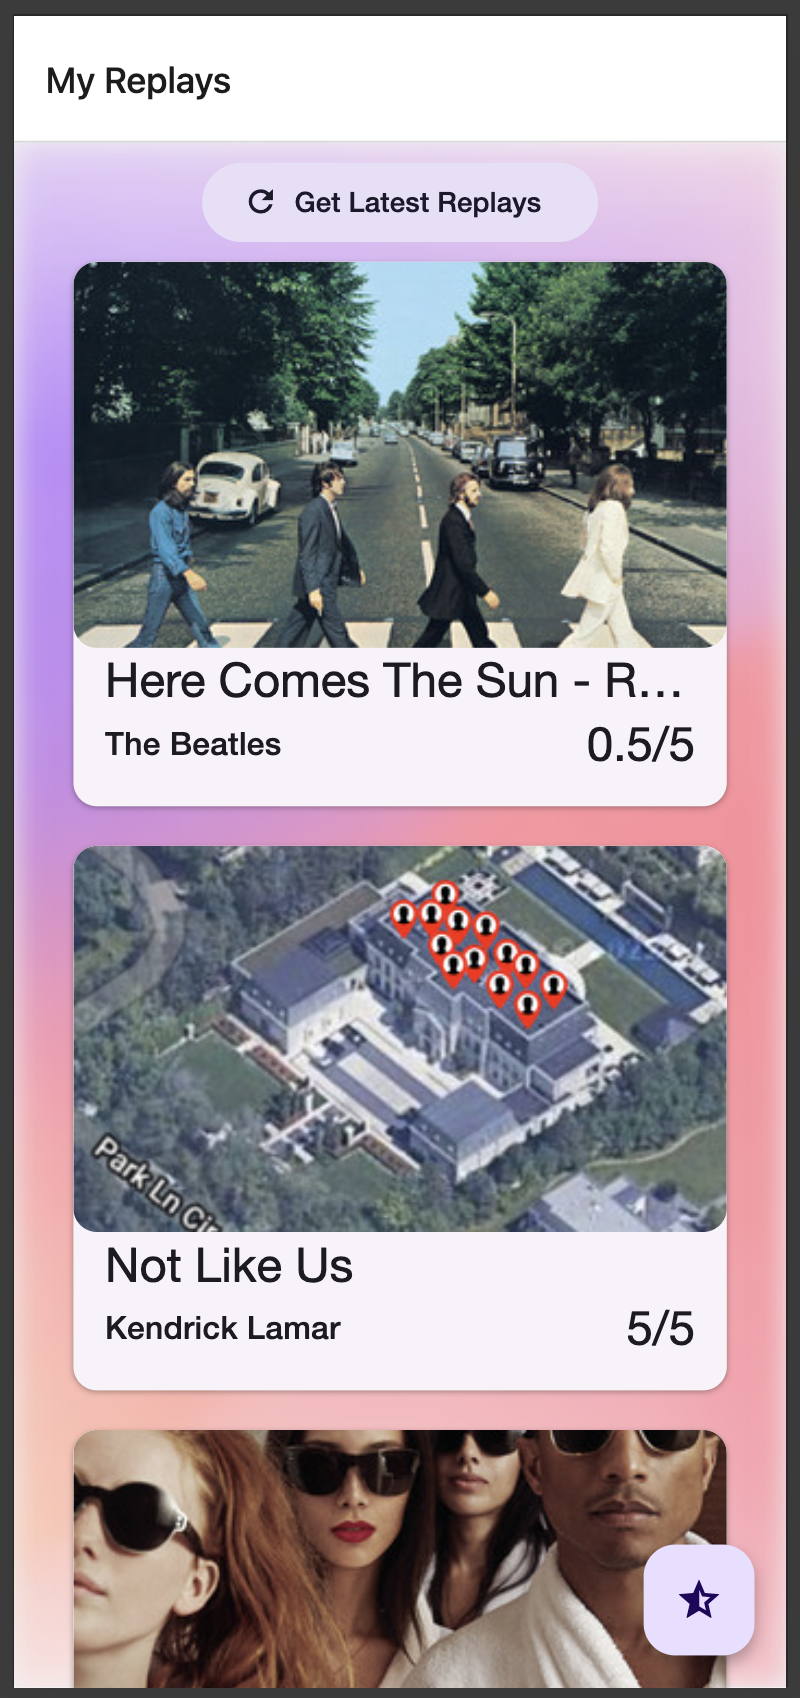 My Replays
Get Latest Replays
Here Comes The Sun - R...
The Beatles
0.5/5
Park Ln Cir
Not Like Us
Kendrick Lamar
5/5